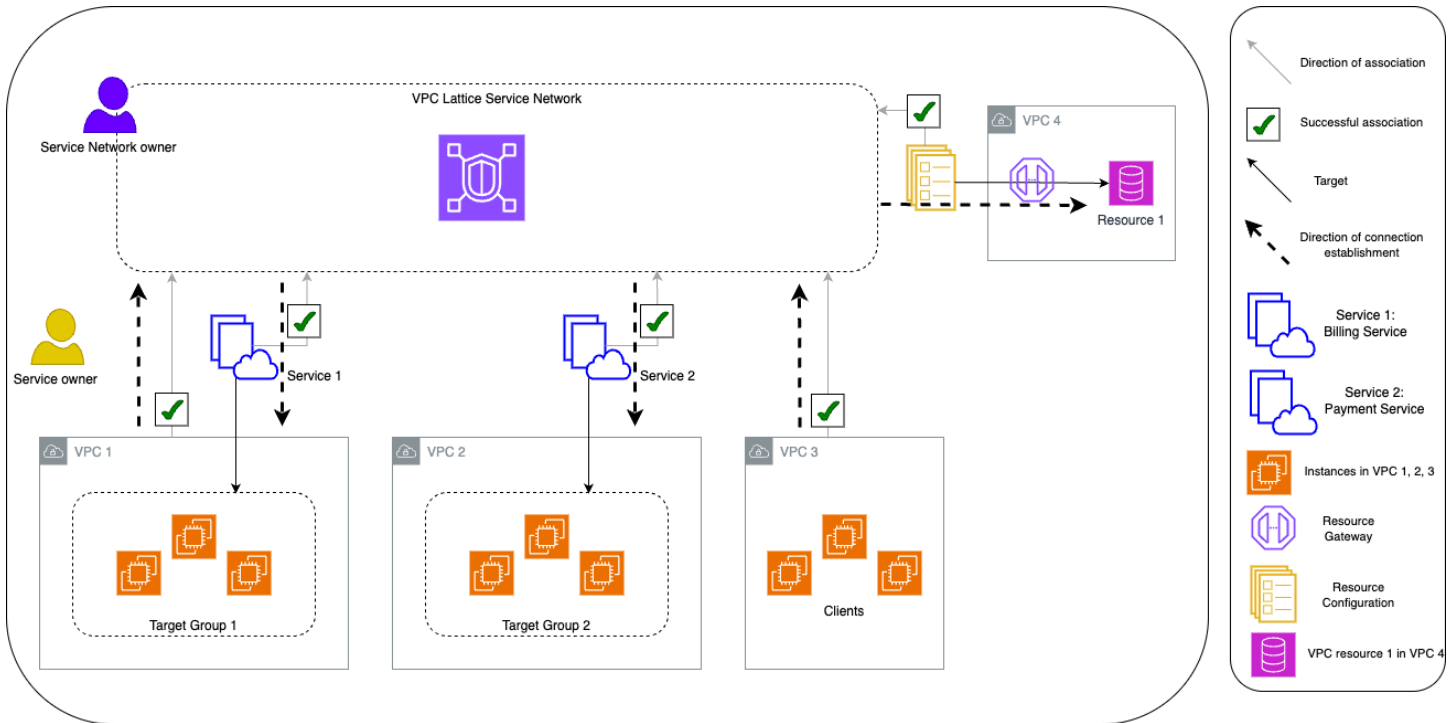 VPC Lattice Service Network
Service Network owner
VPC 4
Resource 1
Service owner
Service 1
Service 2
VPC 1
VPC 2
VPC 3
Target Group 1
Target Group 2
Clients
Direction of association
Successful association
Target
Direction of connection
establishment
Service 1:
Billing Service
Service 2:
Payment Service
Instances in VPC 1, 2, 3
Resource
Gateway
Resource
Configuration
VPC resource 1 in VPC 4